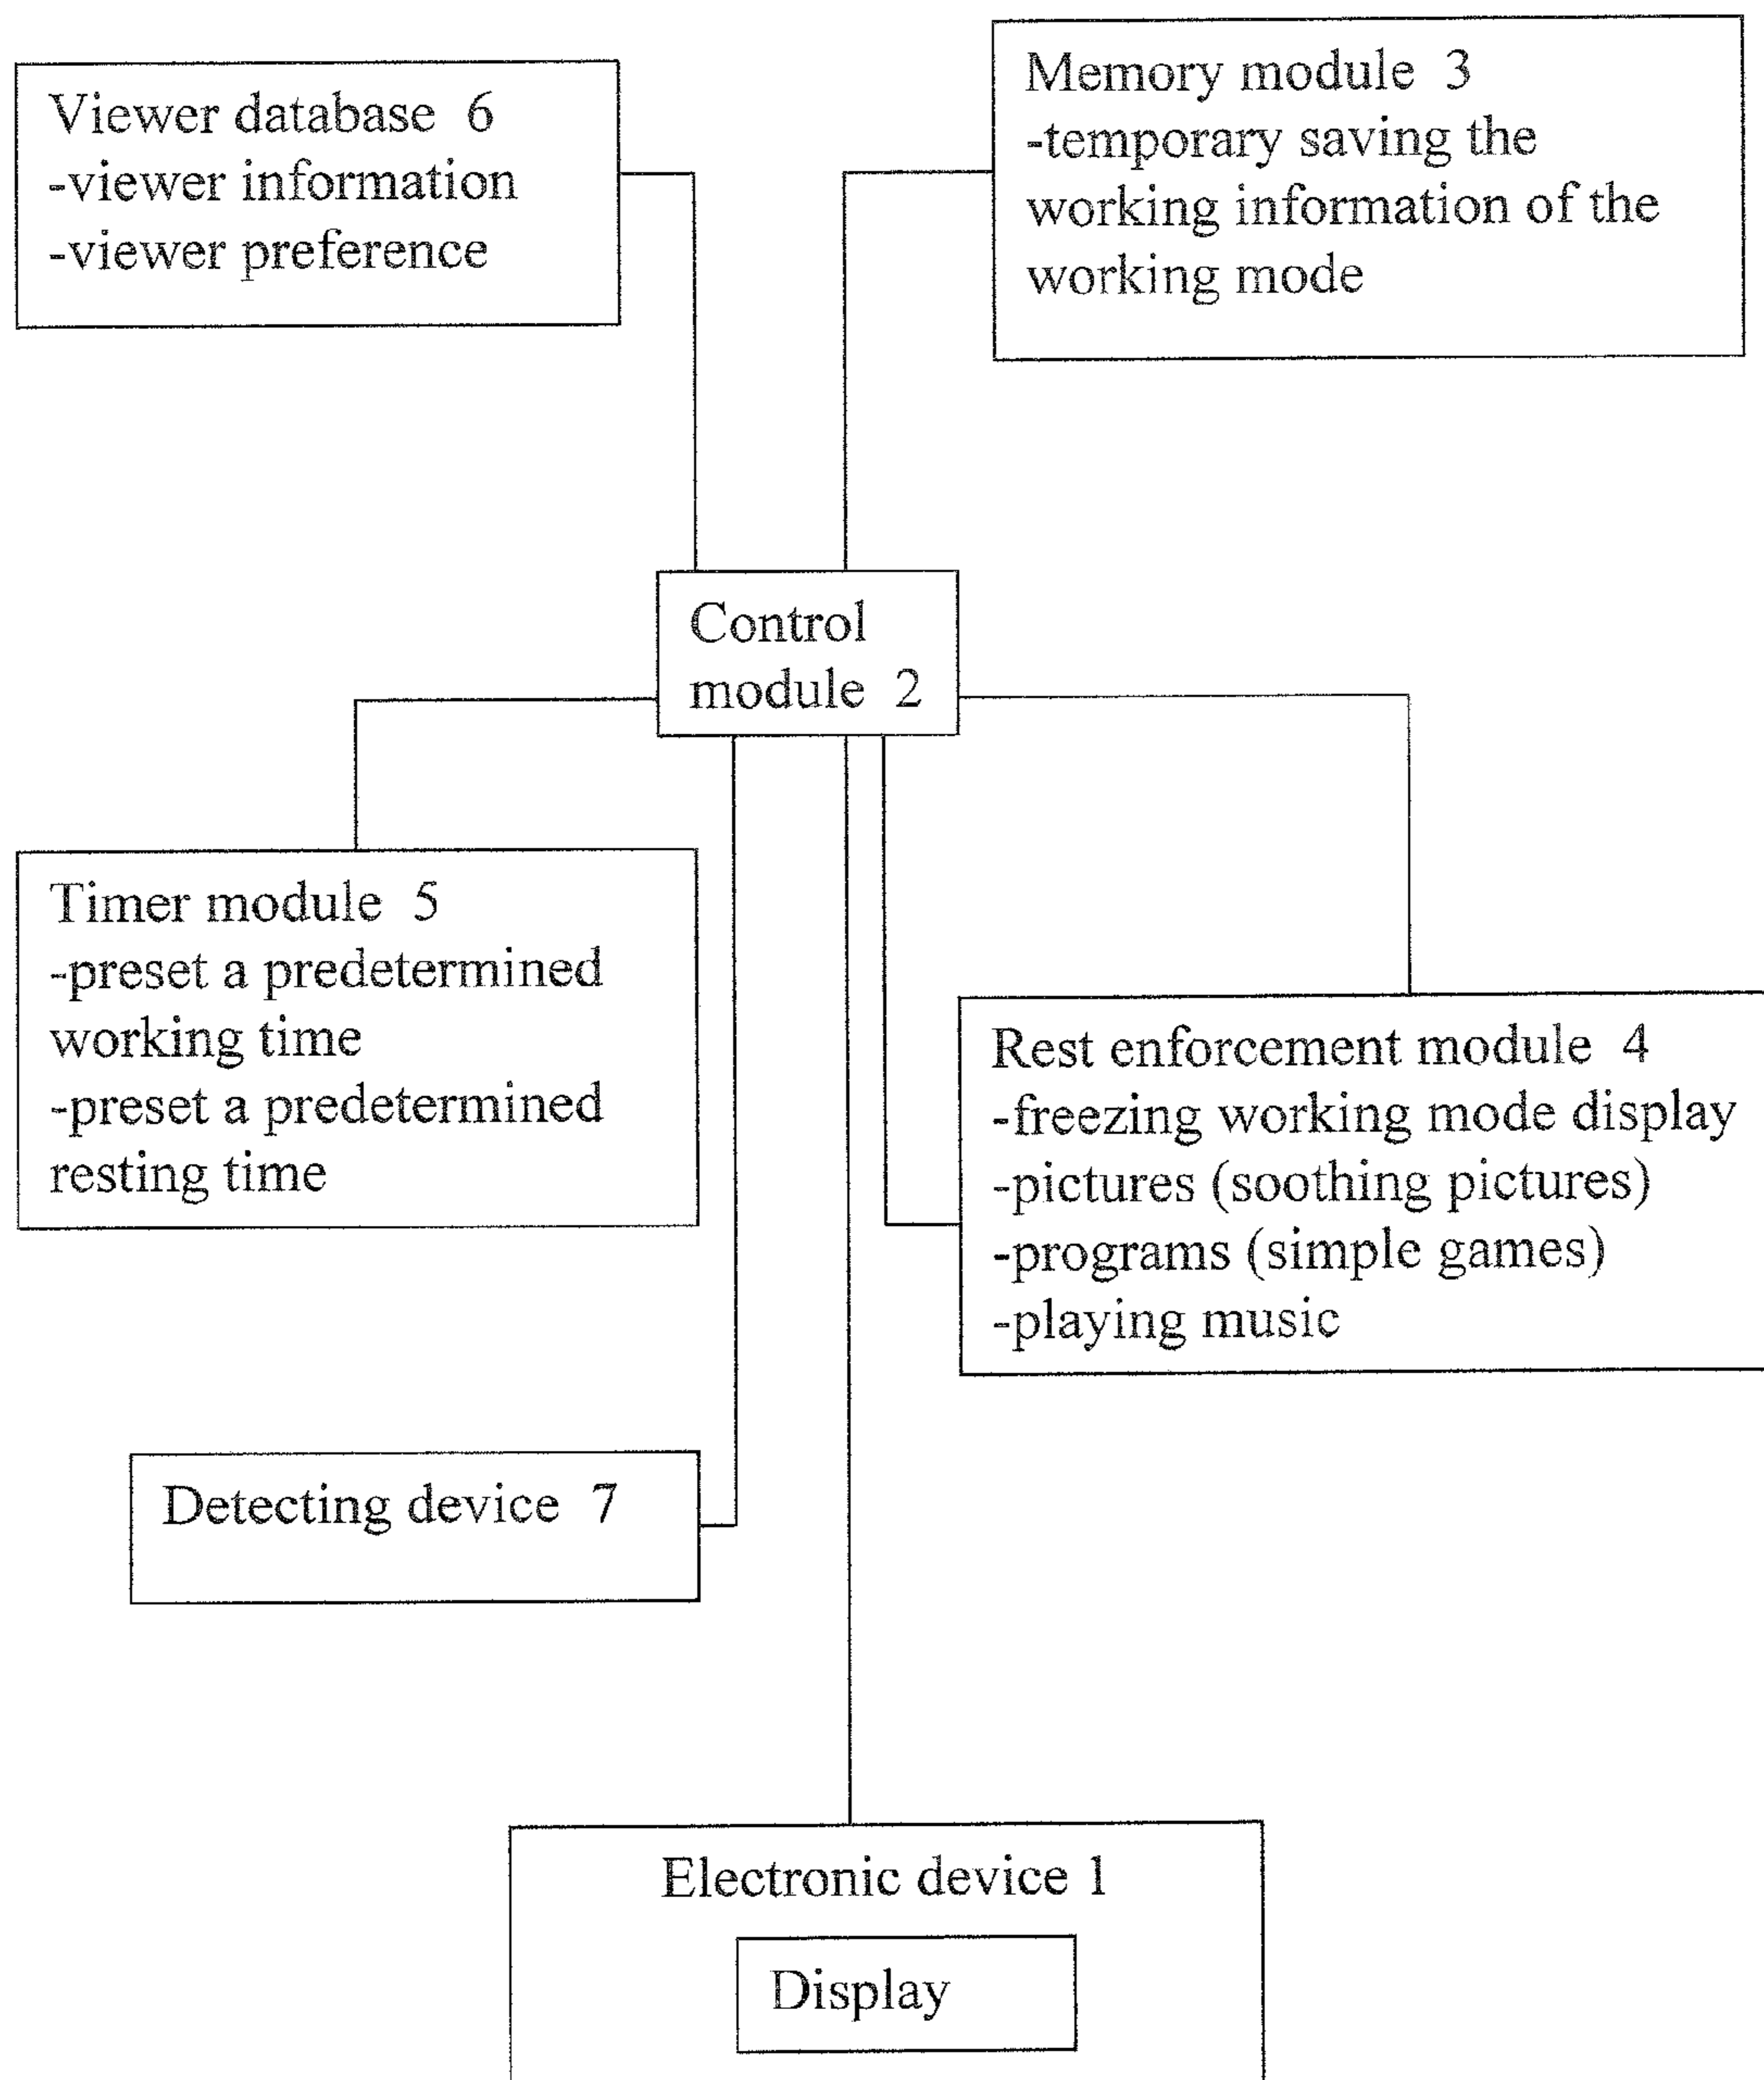 Viewer database 6
-viewer information
-viewer preference
Memory module 3
-temporary saving the
working information of the
working mode
Control
module 2
Timer module 5
-preset a predetermined
working time
-preset a predetermined
resting time
Rest enforcement module 4
-freezing working mode display
-pictures (soothing pictures)
-programs (simple games)
-playing music
Detecting device 7
Electronic device 1
Display